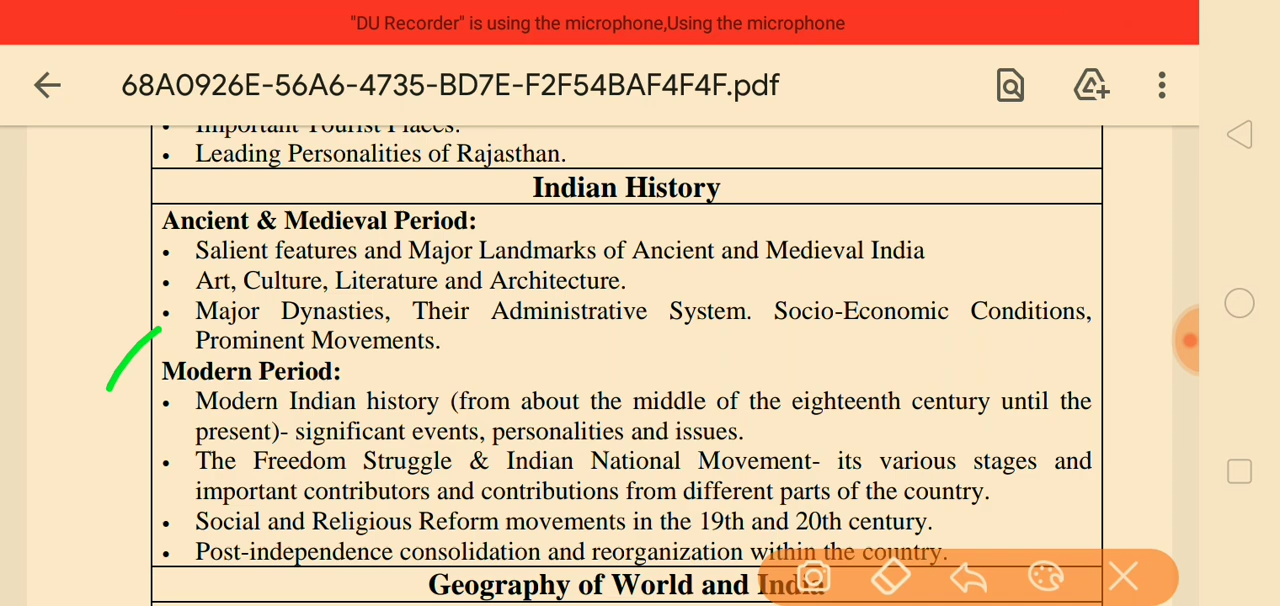 "DU Recorder" is using the microphone,Using the microphone
68A0926E-56A6-4735-BD7E-F2F54BAF4F4F.pdf
• Important Tourist Places.
• Leading Personalities of Rajasthan.
Indian History
Ancient & Medieval Period:
• Salient features and Major Landmarks of Ancient and Medieval India
• Art, Culture, Literature and Architecture.
• Major Dynasties, Their Administrative System. Socio-Economic Conditions,
Prominent Movements.
Modern Period:
• Modern Indian history (from about the middle of the eighteenth century until the
present)- significant events, personalities and issues.
• The Freedom Struggle & Indian National Movement- its various stages and
important contributors and contributions from different parts of the country.
• Social and Religious Reform movements in the 19th and 20th century.
• Post-independence consolidation and reorganization within the country.
Geography of World and India